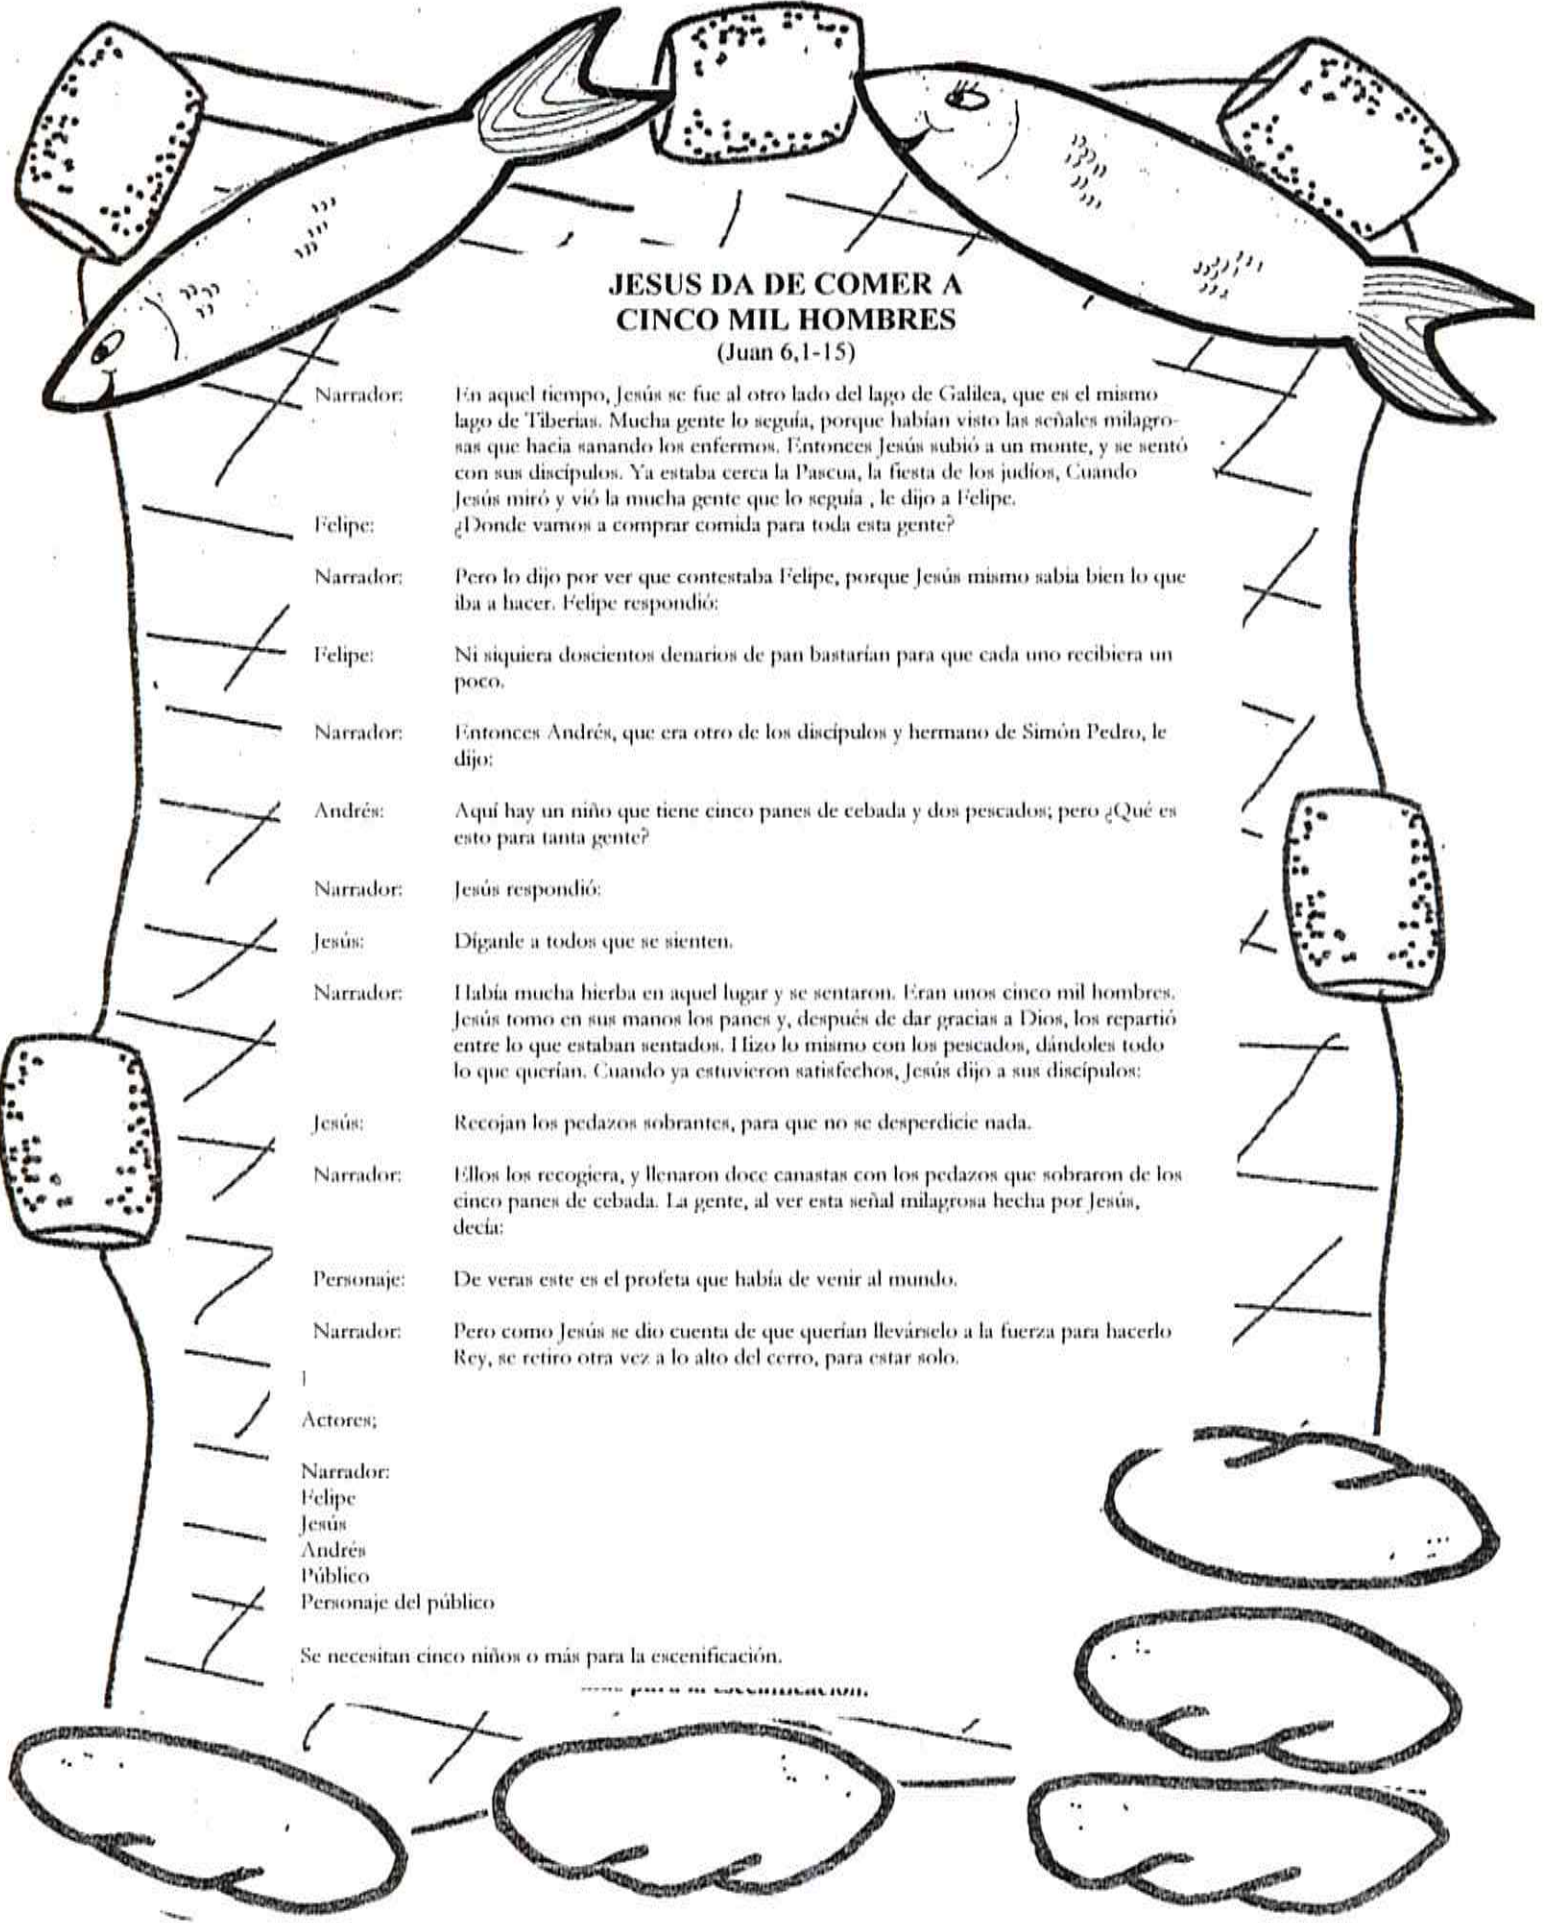 JESUS DA DE COMER A
CINCO MIL HOMBRES
(Juan 6,1-15)
Narrador: En aquel tiempo, Jesús se fue al otro lado del lago de Galilea, que es el mismo
lago de Tiberias. Mucha gente lo seguía, porque habían visto las señales milagro-
sas que hacia sanando los enfermos. Entonces Jesús subió a un monte, y se sentó
con sus discípulos. Ya estaba cerca la Pascua, la fiesta de los judíos, Cuando
Jesús miró y vió la mucha gente que lo seguía , le dijo a Felipe.
Felipe: ¿Donde vamos a comprar comida para toda esta gente?
Narrador: Pero lo dijo por ver que contestaba Felipe, porque Jesús mismo sabia bien lo que
iba a hacer. Felipe respondió:
Felipe: Ni siquiera doscientos denarios de pan bastarían para que cada uno recibiera un
poco.
Narrador: Entonces Andrés, que era otro de los discípulos y hermano de Simón Pedro, le
dijo:
Andrés: Aquí hay un niño que tiene cinco panes de cebada y dos pescados; pero ¿Qué es
esto para tanta gente?
Narrador: Jesús respondió:
Jesús: Díganle a todos que se sienten.
Narrador: Había mucha hierba en aquel lugar y se sentaron. Eran unos cinco mil hombres.
Jesús tomo en sus manos los panes y, después de dar gracias a Dios, los repartió
entre lo que estaban sentados. Hizo lo mismo con los pescados, dándoles todo
lo que querían. Cuando ya estuvieron satisfechos, Jesús dijo a sus discípulos:
Jesús: Recojan los pedazos sobrantes, para que no se desperdicie nada.
Narrador: Ellos los recogiera, y llenaron doce canastas con los pedazos que sobraron de los
cinco panes de cebada. La gente, al ver esta señal milagrosa hecha por Jesús,
decía:
Personaje: De veras este es el profeta que había de venir al mundo.
Narrador: Pero como Jesús se dio cuenta de que querían llevárselo a la fuerza para hacerlo
Rey, se retiro otra vez a lo alto del cerro, para estar solo.
Actores;
Narrador:
Felipe
Jesús
Andrés
Público
Personaje del público
Se necesitan cinco niños o más para la escenificación.
para la escenificación.